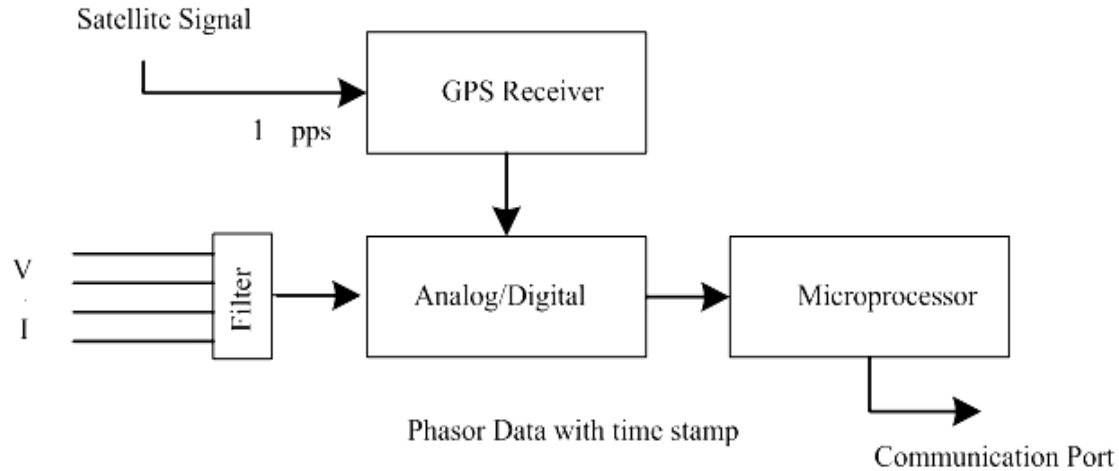 Satellite Signal
GPS Receiver
1 pps
V
I
Filter
Analog/Digital
Microprocessor
Phasor Data with time stamp
Communication Port